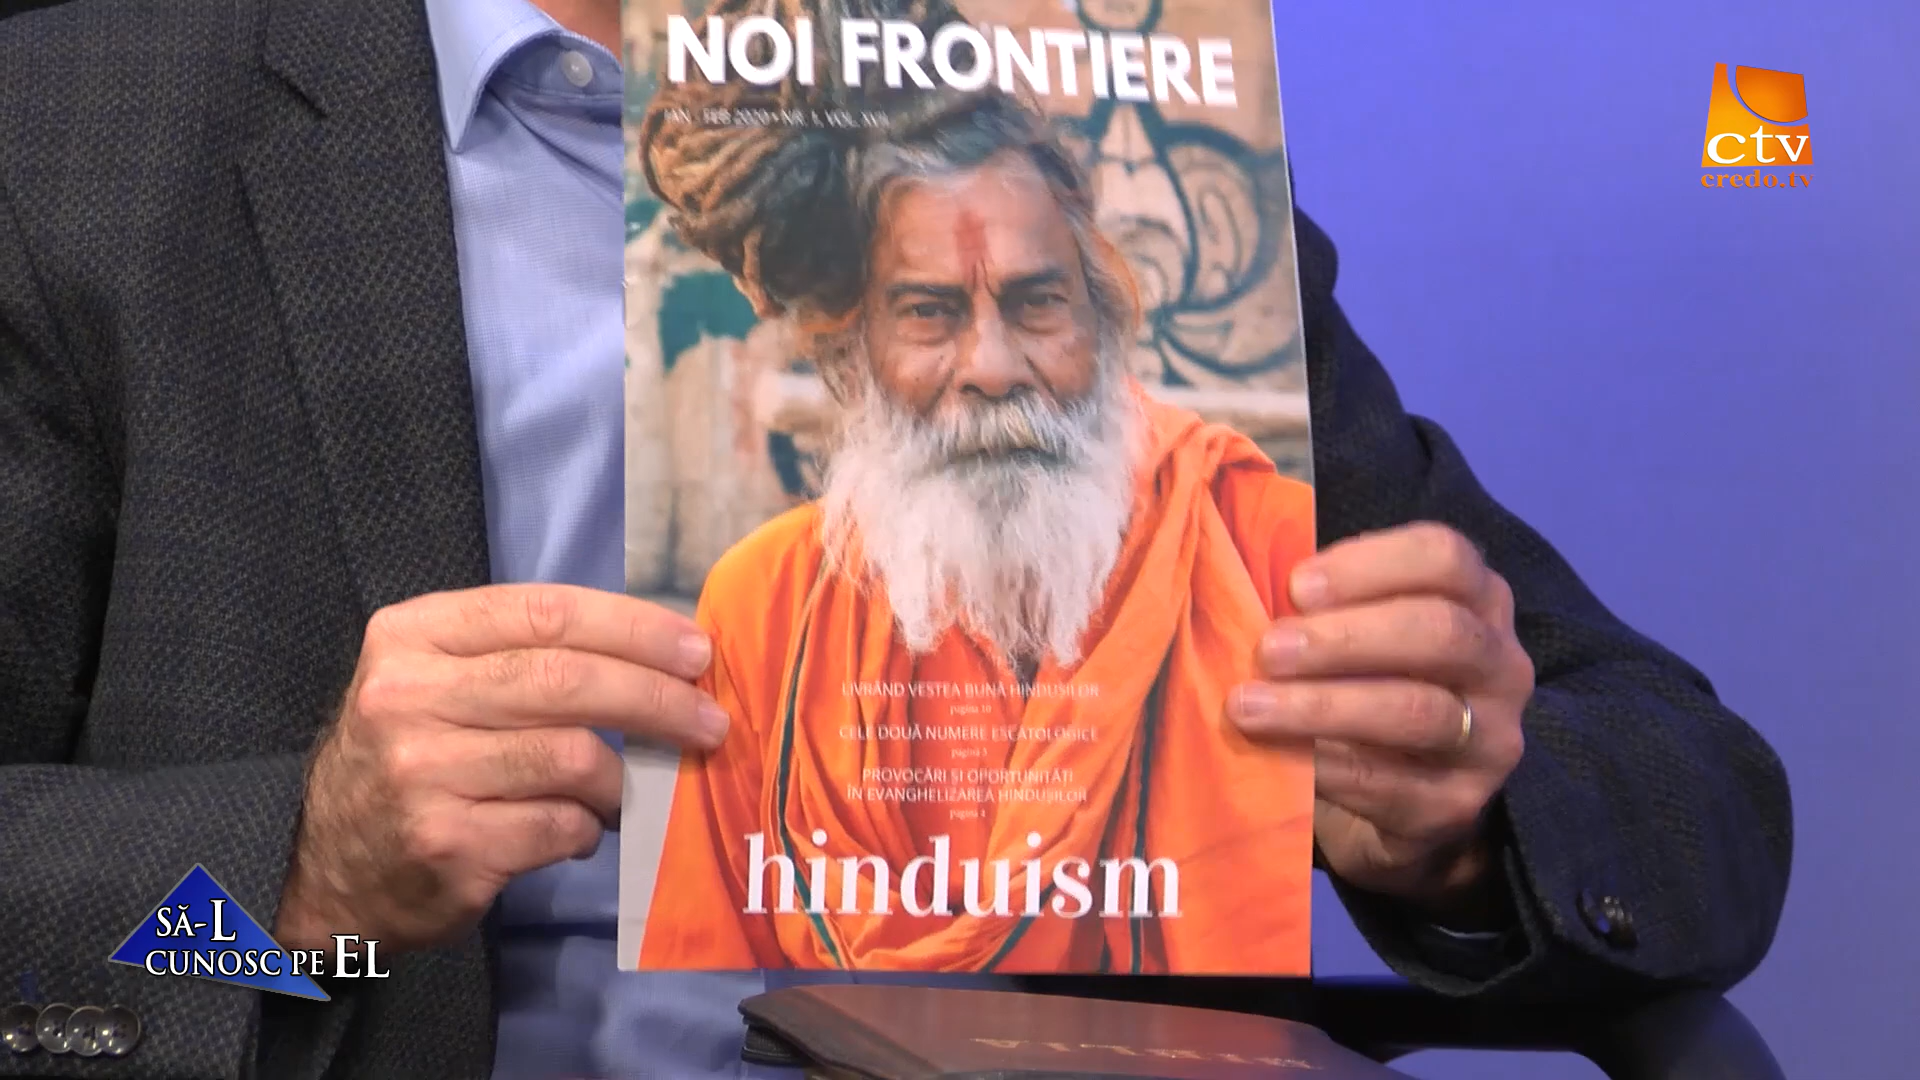 NOI FRONTIERE
IAN - FEB 2020 • NR. 1, VOL. XVII
ctv
credo.tv
LIVRÂND VESTEA BUNĂ HINDUȘILOR
pagina 10
CELE DOUĂ NUMERE ESCATOLOGICE
pagina 3
PROVOCĂRI ȘI OPORTUNITĂȚI
ÎN EVANGHELIZAREA HINDUȘILOR
pagina 4
hinduism
SĂ-L
CUNOSC PE EL
BIBLIA